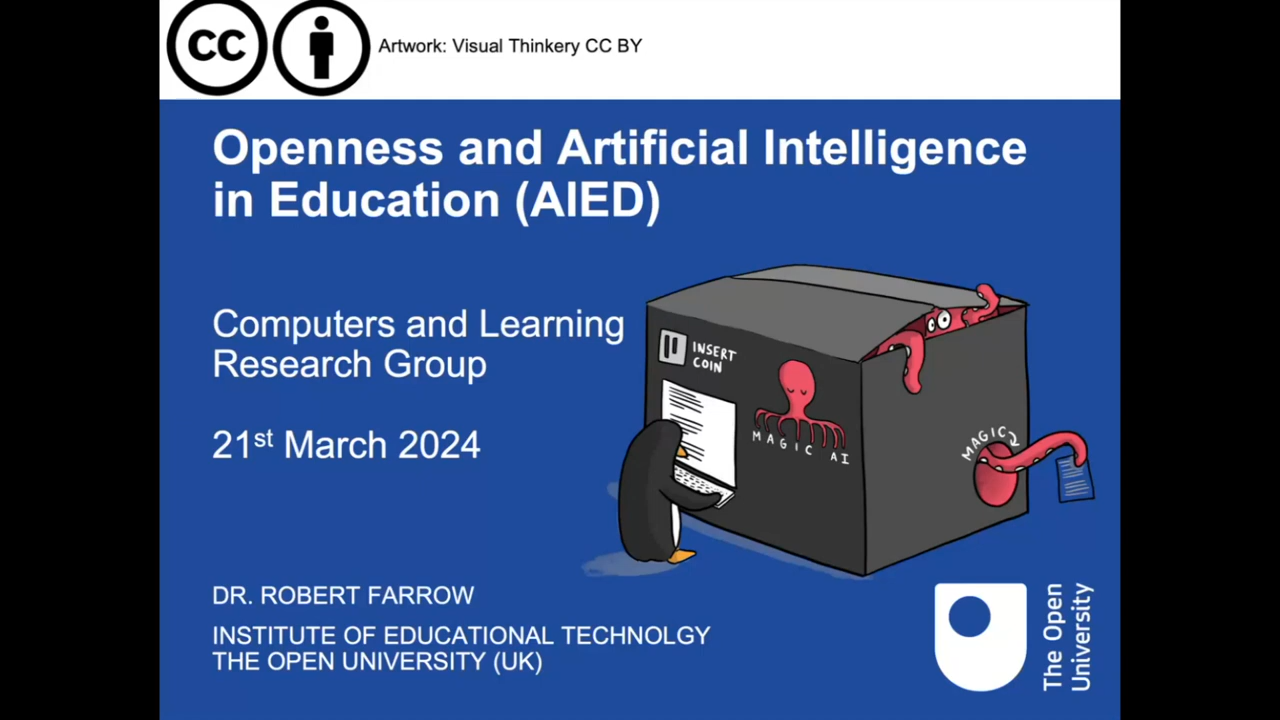 CC
Artwork: Visual Thinkery CC BY
Openness and Artificial Intelligence
in Education (AIED)
Computers and Learning
Research Group
21st March 2024
INSERT
COIN
MAGIC AI
MAGIC
DR. ROBERT FARROW
INSTITUTE OF EDUCATIONAL TECHNOLGY
THE OPEN UNIVERSITY (UK)
The Open
University